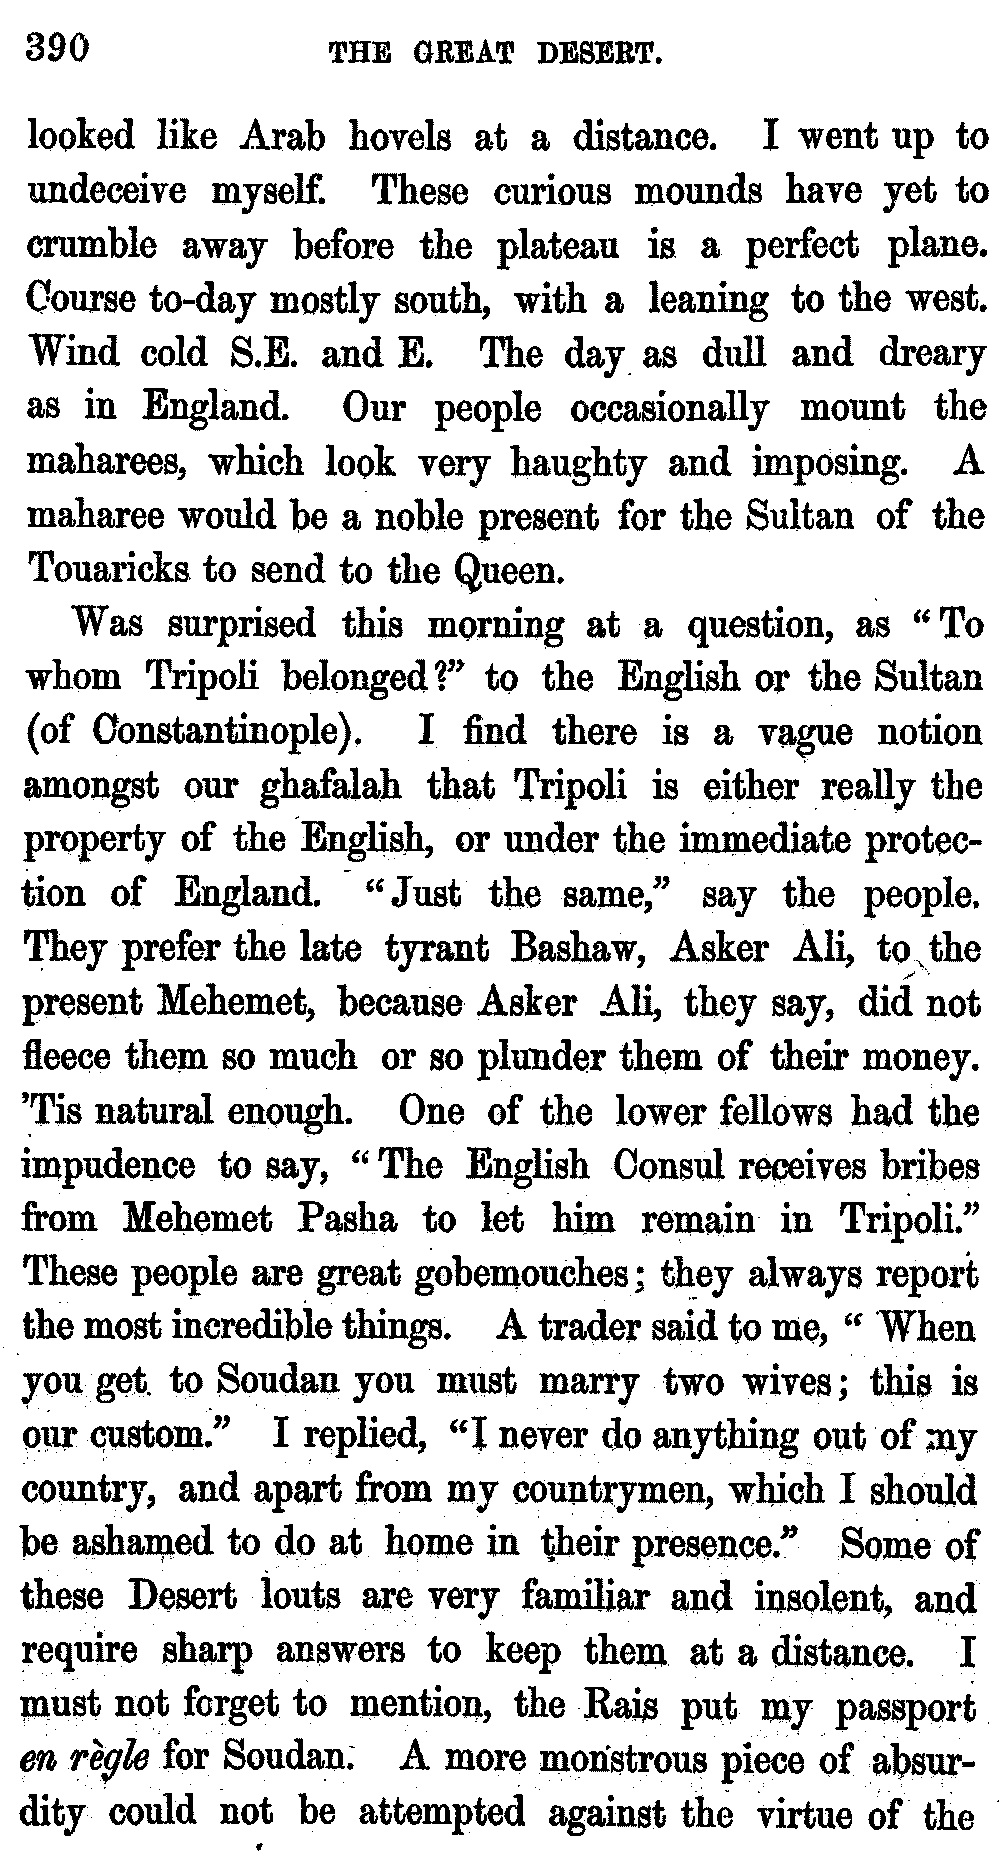 390 THE GREAT DESERT.
looked like Arab hovels at a distance. I went up to
undeceive myself. These curious mounds have yet to
crumble away before the plateau is a perfect plane.
Course to-day mostly south, with a leaning to the west.
Wind cold S.E. and E. The day as dull and dreary
as in England. Our people occasionally mount the
maharees, which look very haughty and imposing. A
maharee would be a noble present for the Sultan of the
Touaricks to send to the Queen.
Was surprised this morning at a question, as “To
whom Tripoli belonged?” to the English or the Sultan
(of Constantinople). I find there is a vague notion
amongst our ghafalah that Tripoli is either really the
property of the English, or under the immediate protec-
tion of England. “Just the same,” say the people.
They prefer the late tyrant Bashaw, Asker Ali, to the
present Mehemet, because Asker Ali, they say, did not
fleece them so much or so plunder them of their money.
’Tis natural enough. One of the lower fellows had the
impudence to say, “The English Consul receives bribes
from Mehemet Pasha to let him remain in Tripoli.”
These people are great gobemouches; they always report
the most incredible things. A trader said to me, “When
you get to Soudan you must marry two wives; this is
our custom.” I replied, “I never do anything out of my
country, and apart from my countrymen, which I should
be ashamed to do at home in their presence.” Some of
these Desert louts are very familiar and insolent, and
require sharp answers to keep them at a distance. I
must not forget to mention, the Rais put my passport
en règle for Soudan. A more monstrous piece of absur-
dity could not be attempted against the virtue of the